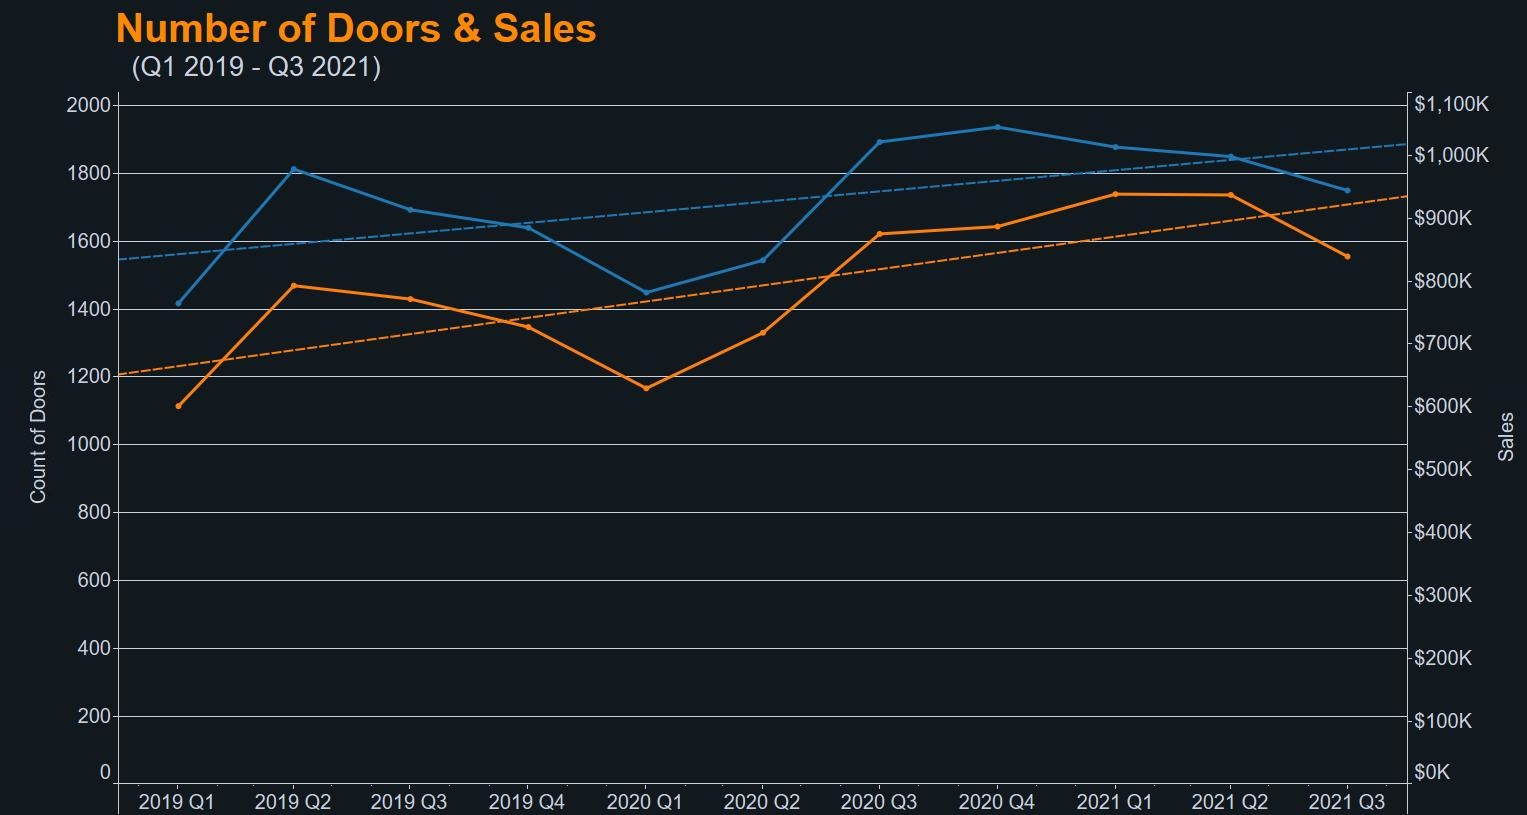 Number of Doors & Sales
(Q1 2019 - Q3 2021)
2000
1800
1600
1400
1200
1000
800
600
400
200
0
Count of Doors
$1,100K
$1,000K
$900K
$800K
$700K
$600K
$500K
$400K
$300K
$200K
$100K
$0K
Sales
2019 Q1 2019 Q2 2019 Q3 2019 Q4 2020 Q1 2020 Q2 2020 Q3 2020 Q4 2021 Q1 2021 Q2 2021 Q3